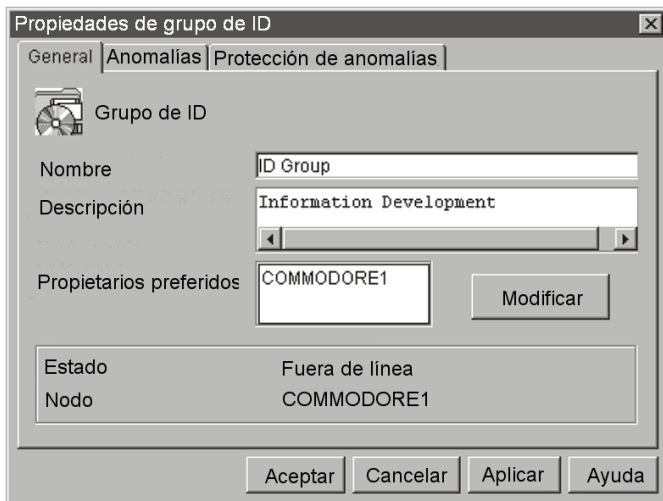 Propiedades de grupo de ID
General Anomalías Protección de anomalías
Grupo de ID
Nombre ID Group
Descripción Information Development
Propietarios preferidos COMMODORE1 Modificar
Estado Fuera de línea
Nodo COMMODORE1
Aceptar Cancelar Aplicar Ayuda